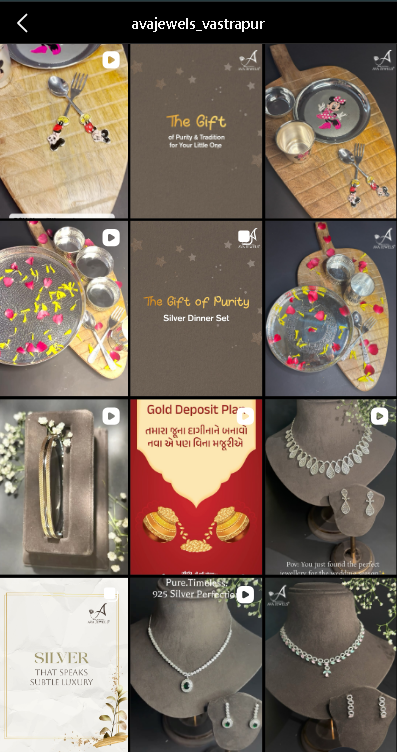 avajewels_vastrapur
The Gift
of Purity & Tradition
for Your Little One
The Gift of Purity
Silver Dinner Set
Gold Deposit Plan
તમારા જૂના દાગીનાને બનાવો
નવા એ પણ વિના મજૂરીએ
Pov: You just found the perfect
jewellery for the wedding season's
SILVER
THAT SPEAKS
SUBTLE LUXURY
Pure.Timeless.
925 Silver Perfection